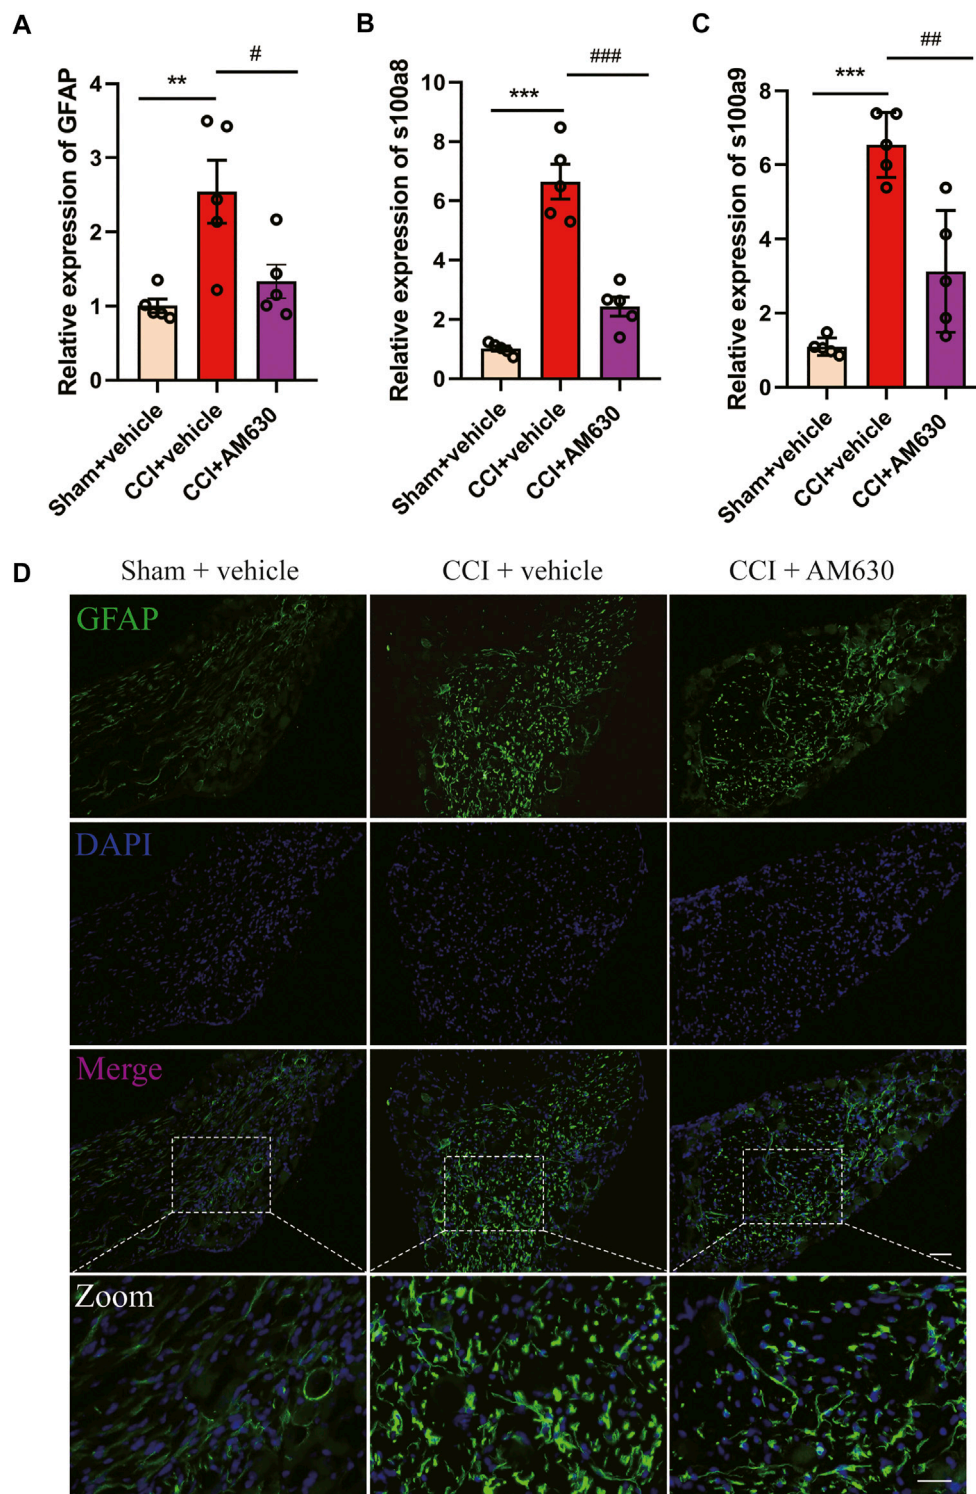 A
B
C
#
**
###
***
##
***
Relative expression of GFAP
4
3
2
1
0
Sham+vehicle
CCI+vehicle
CCI+AM630
Relative expression of s100a8
10
8
6
4
2
0
Sham+vehicle
CCI+vehicle
CCI+AM630
Relative expression of s100a9
8
6
4
2
0
Sham+vehicle
CCI+vehicle
CCI+AM630
D
Sham + vehicle
CCI + vehicle
CCI + AM630
GFAP
DAPI
Merge
Zoom